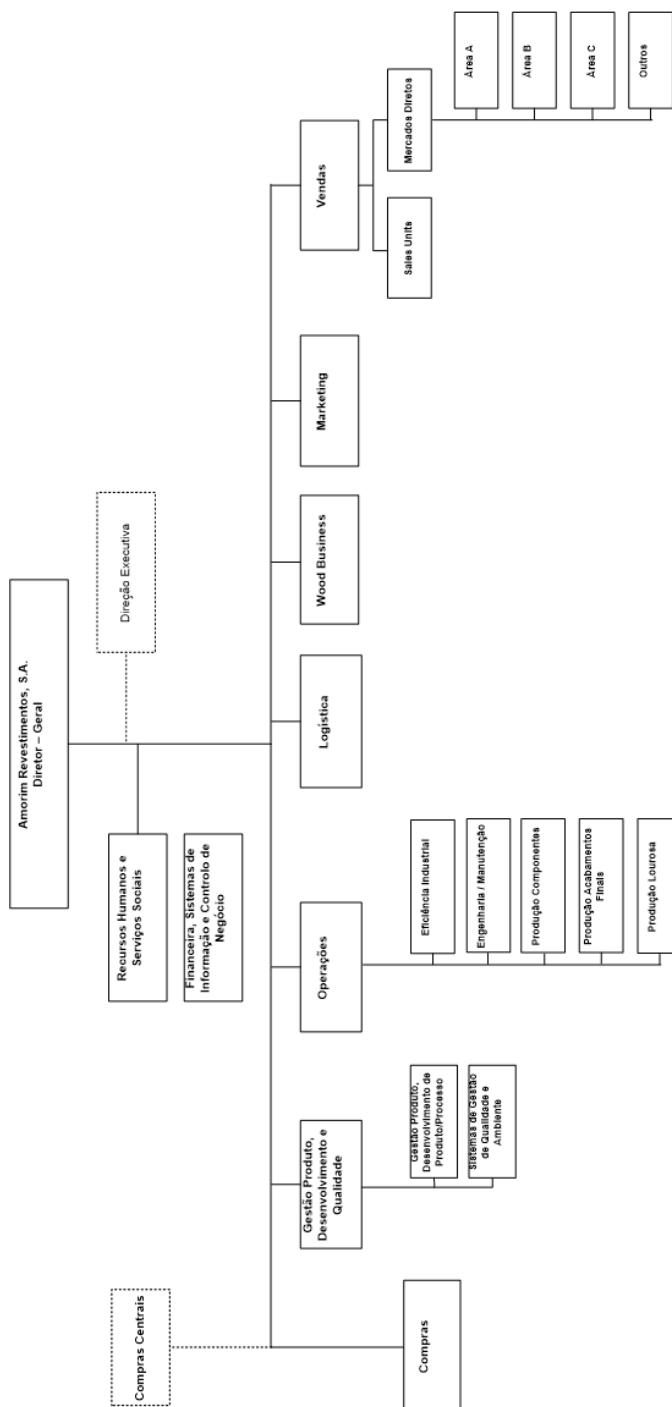 Amorim Revestimentos, S.A.
Diretor – Geral
Direção Executiva
Recursos Humanos e
Serviços Sociais
Financeira, Sistemas de
Informação e Controlo de
Negócio
Compras Centrais
Compras
Gestão Produto,
Desenvolvimento e
Qualidade
Operações
Logística
Wood Business
Marketing
Vendas
Gestão Produto,
Desenvolvimento de
Produto/Processo
Sistemas de Gestão
de Qualidade e
Ambiente
Eficiência Industrial
Engenharia / Manutenção
Produção Componentes
Produção Acabamentos
Finais
Produção Lourosa
Sales Units
Mercados Diretos
Área A
Área B
Área C
Outros